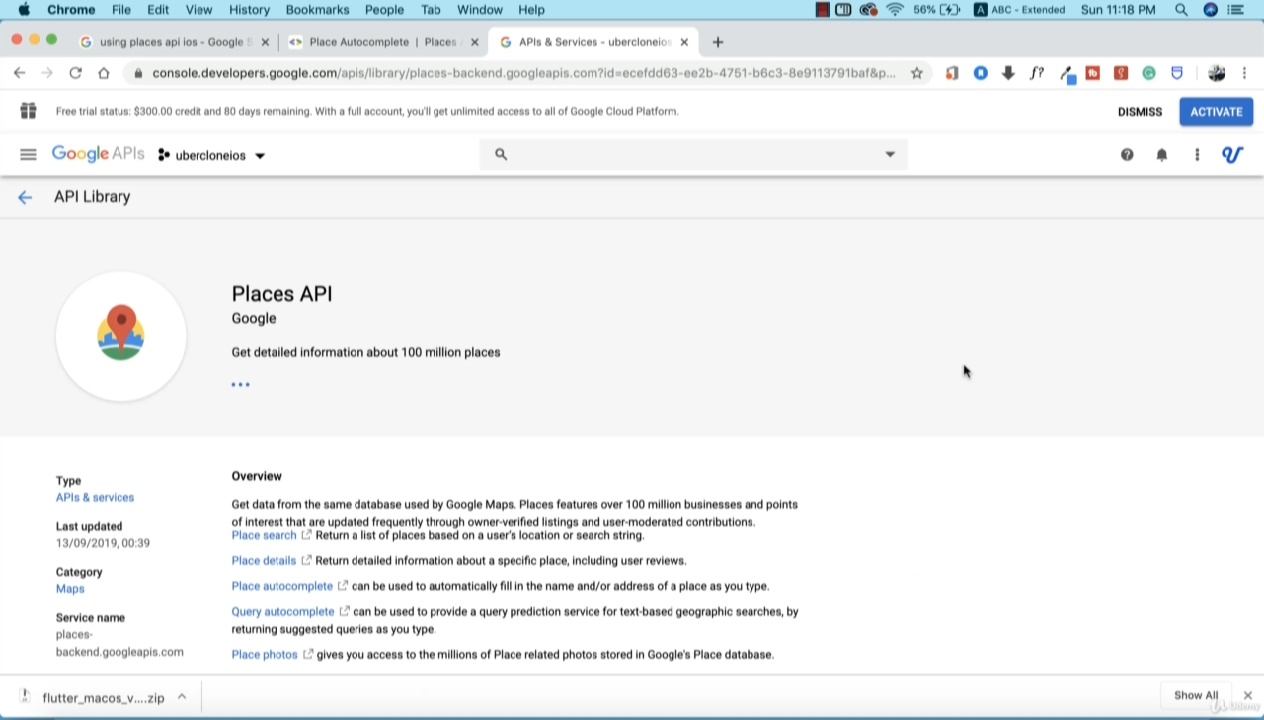 Chrome File Edit View History Bookmarks People Tab Window Help 56% A ABC - Extended Sun 11:18 PM
using places api ios - Google S Place Autocomplete | Places APIs & Services - ubercloneios
console.developers.google.com/apis/library/places-backend.googleapis.com?id=ecefdd63-ee2b-4751-b6c3-8e9113791baf&p... f?
Free trial status: $300.00 credit and 80 days remaining. With a full account, you'll get unlimited access to all of Google Cloud Platform. DISMISS ACTIVATE
Google APIs ubercloneios
API Library
Places API
Google
Get detailed information about 100 million places
Type
APIs & services
Last updated
13/09/2019, 00:39
Category
Maps
Service name
places-
backend.googleapis.com
Overview
Get data from the same database used by Google Maps. Places features over 100 million businesses and points
of interest that are updated frequently through owner-verified listings and user-moderated contributions.
Place search Return a list of places based on a user's location or search string.
Place details Return detailed information about a specific place, including user reviews.
Place autocomplete can be used to automatically fill in the name and/or address of a place as you type.
Query autocomplete can be used to provide a query prediction service for text-based geographic searches, by
returning suggested queries as you type.
Place photos gives you access to the millions of Place related photos stored in Google's Place database.
flutter_macos_v....zip Show All
Udemy